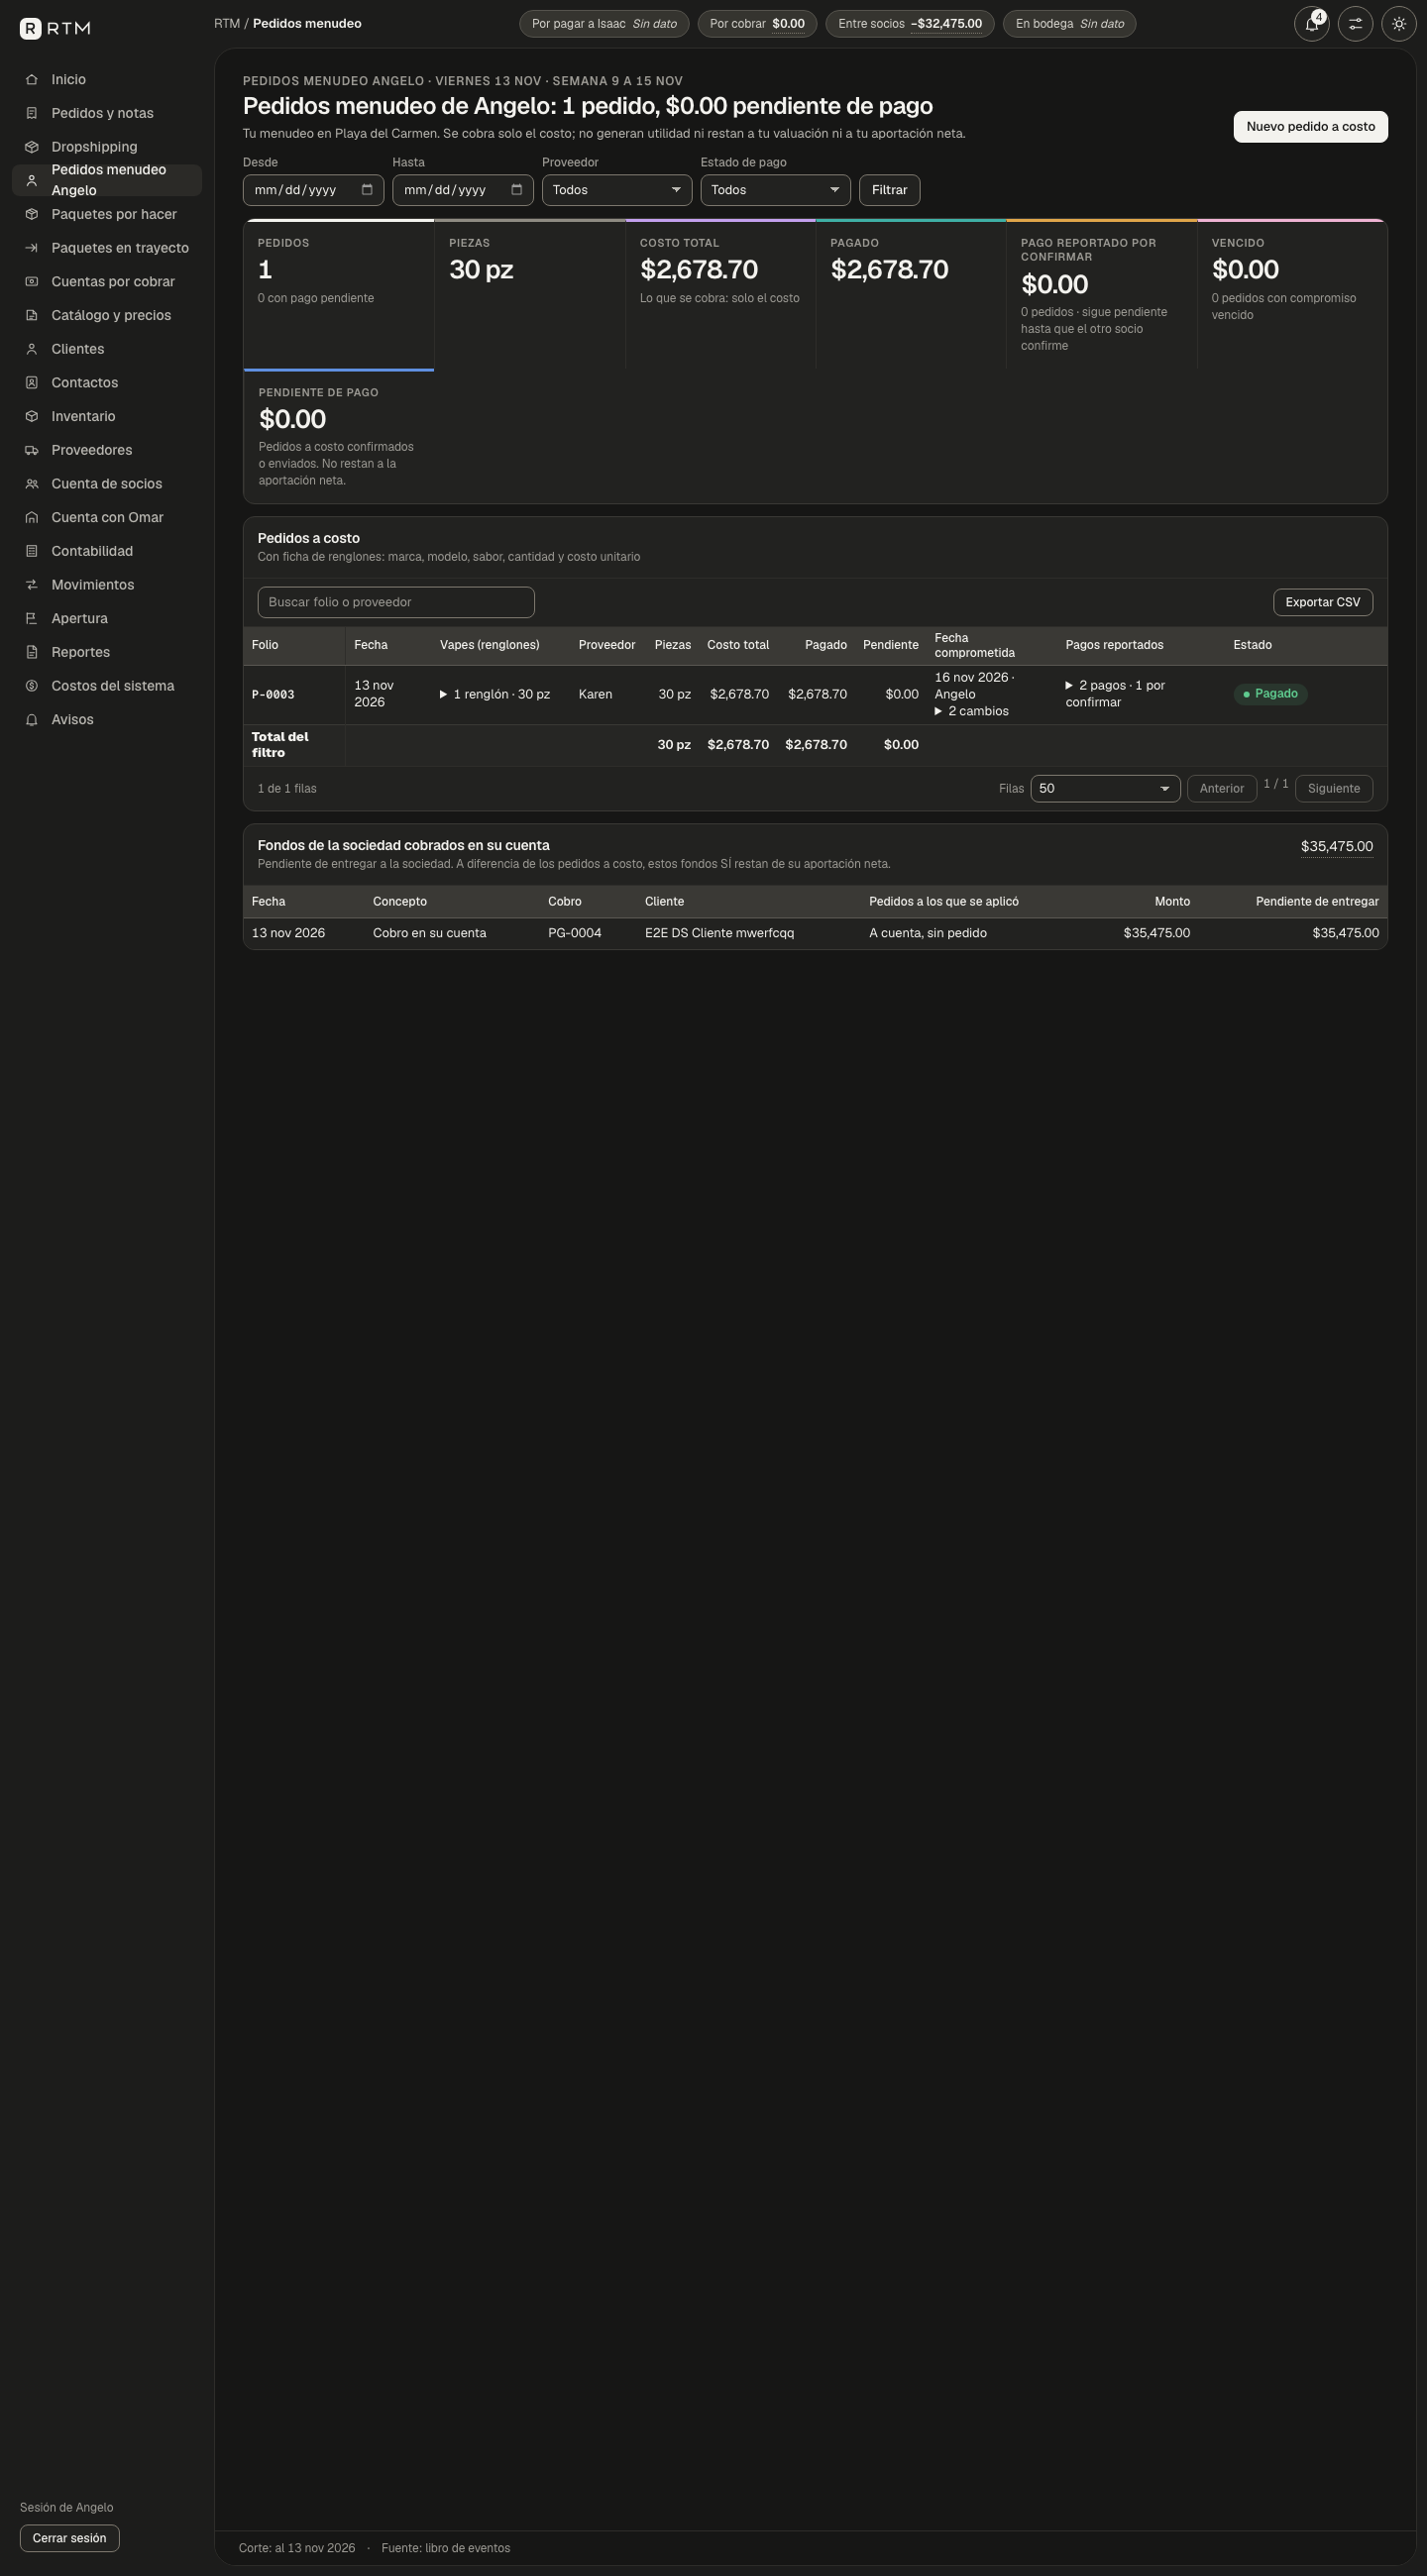 R RTM
RTM / Pedidos menudeo
Por pagar a Isaac Sin dato
Por cobrar $0.00
Entre socios −$32,475.00
En bodega Sin dato
4
Inicio
Pedidos y notas
Dropshipping
Pedidos menudeo
Angelo
Paquetes por hacer
Paquetes en trayecto
Cuentas por cobrar
Catálogo y precios
Clientes
Contactos
Inventario
Proveedores
Cuenta de socios
Cuenta con Omar
Contabilidad
Movimientos
Apertura
Reportes
Costos del sistema
Avisos
Sesión de Angelo
Cerrar sesión
PEDIDOS MENUDEO ANGELO · VIERNES 13 NOV · SEMANA 9 A 15 NOV
Pedidos menudeo de Angelo: 1 pedido, $0.00 pendiente de pago
Tu menudeo en Playa del Carmen. Se cobra solo el costo; no generan utilidad ni restan a tu valuación ni a tu aportación neta.
Nuevo pedido a costo
Desde Hasta Proveedor Estado de pago
mm/dd/yyyy mm/dd/yyyy Todos Todos Filtrar
PEDIDOS
1
0 con pago pendiente
PIEZAS
30 pz
COSTO TOTAL
$2,678.70
Lo que se cobra: solo el costo
PAGADO
$2,678.70
PAGO REPORTADO POR
CONFIRMAR
$0.00
0 pedidos · sigue pendiente
hasta que el otro socio
confirme
VENCIDO
$0.00
0 pedidos con compromiso
vencido
PENDIENTE DE PAGO
$0.00
Pedidos a costo confirmados
o enviados. No restan a la
aportación neta.
Pedidos a costo
Con ficha de renglones: marca, modelo, sabor, cantidad y costo unitario
Buscar folio o proveedor
Exportar CSV
Folio Fecha Vapes (renglones) Proveedor Piezas Costo total Pagado Pendiente Fecha comprometida Pagos reportados Estado
P-0003 13 nov 2026 ▶ 1 renglón · 30 pz Karen 30 pz $2,678.70 $2,678.70 $0.00 16 nov 2026 · Angelo ▶ 2 cambios ▶ 2 pagos · 1 por confirmar Pagado
Total del filtro 30 pz $2,678.70 $2,678.70 $0.00
1 de 1 filas
Filas 50 Anterior 1 / 1 Siguiente
Fondos de la sociedad cobrados en su cuenta
Pendiente de entregar a la sociedad. A diferencia de los pedidos a costo, estos fondos SÍ restan de su aportación neta.
$35,475.00
Fecha Concepto Cobro Cliente Pedidos a los que se aplicó Monto Pendiente de entregar
13 nov 2026 Cobro en su cuenta PG-0004 E2E DS Cliente mwerfcqq A cuenta, sin pedido $35,475.00 $35,475.00
Corte: al 13 nov 2026 · Fuente: libro de eventos